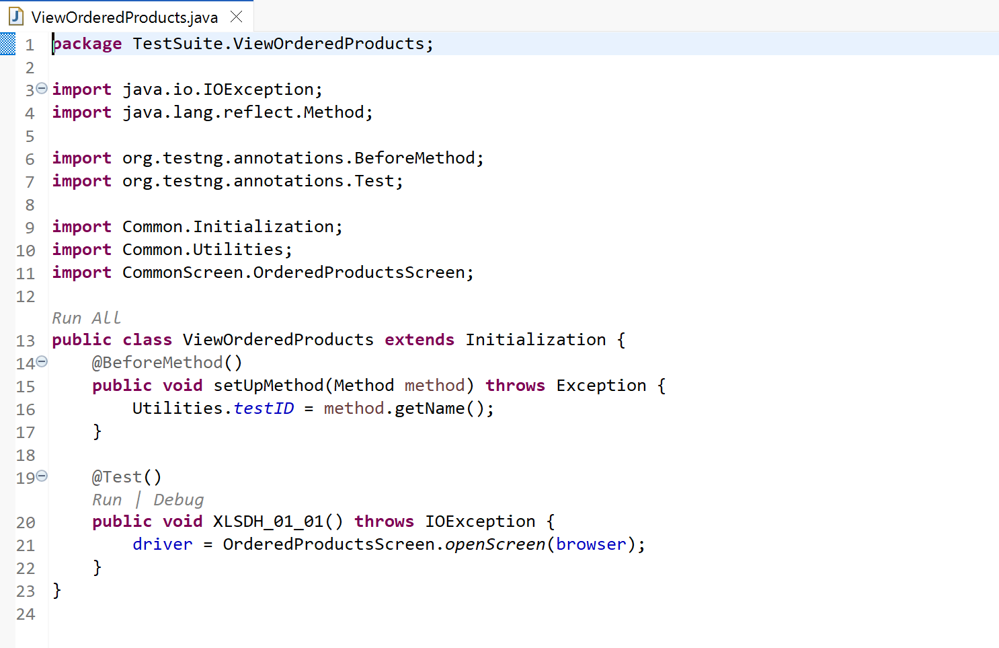 ViewOrderedProducts.java
1 package TestSuite.ViewOrderedProducts;
2
3 import java.io.IOException;
4 import java.lang.reflect.Method;
5
6 import org.testng.annotations.BeforeMethod;
7 import org.testng.annotations.Test;
8
9 import Common.Initialization;
10 import Common.Utilities;
11 import CommonScreen.OrderedProductsScreen;
12
Run All
13 public class ViewOrderedProducts extends Initialization {
14     @BeforeMethod()
15     public void setUpMethod(Method method) throws Exception {
16         Utilities.testID = method.getName();
17     }
18
19     @Test()
Run | Debug
20     public void XLSDH_01_01() throws IOException {
21         driver = OrderedProductsScreen.openScreen(browser);
22     }
23 }
24